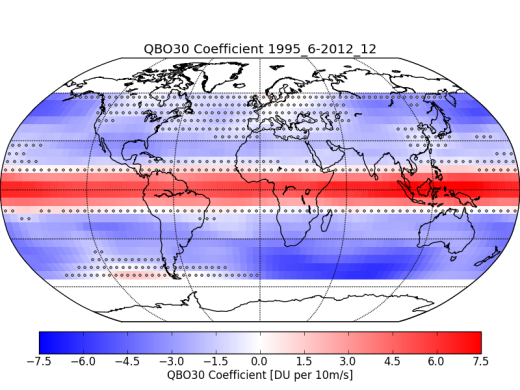 QBO30 Coefficient 1995_6-2012_12
−7.5 −6.0 −4.5 −3.0 −1.5 0.0 1.5 3.0 4.5 6.0 7.5
QBO30 Coefficient [DU per 10m/s]